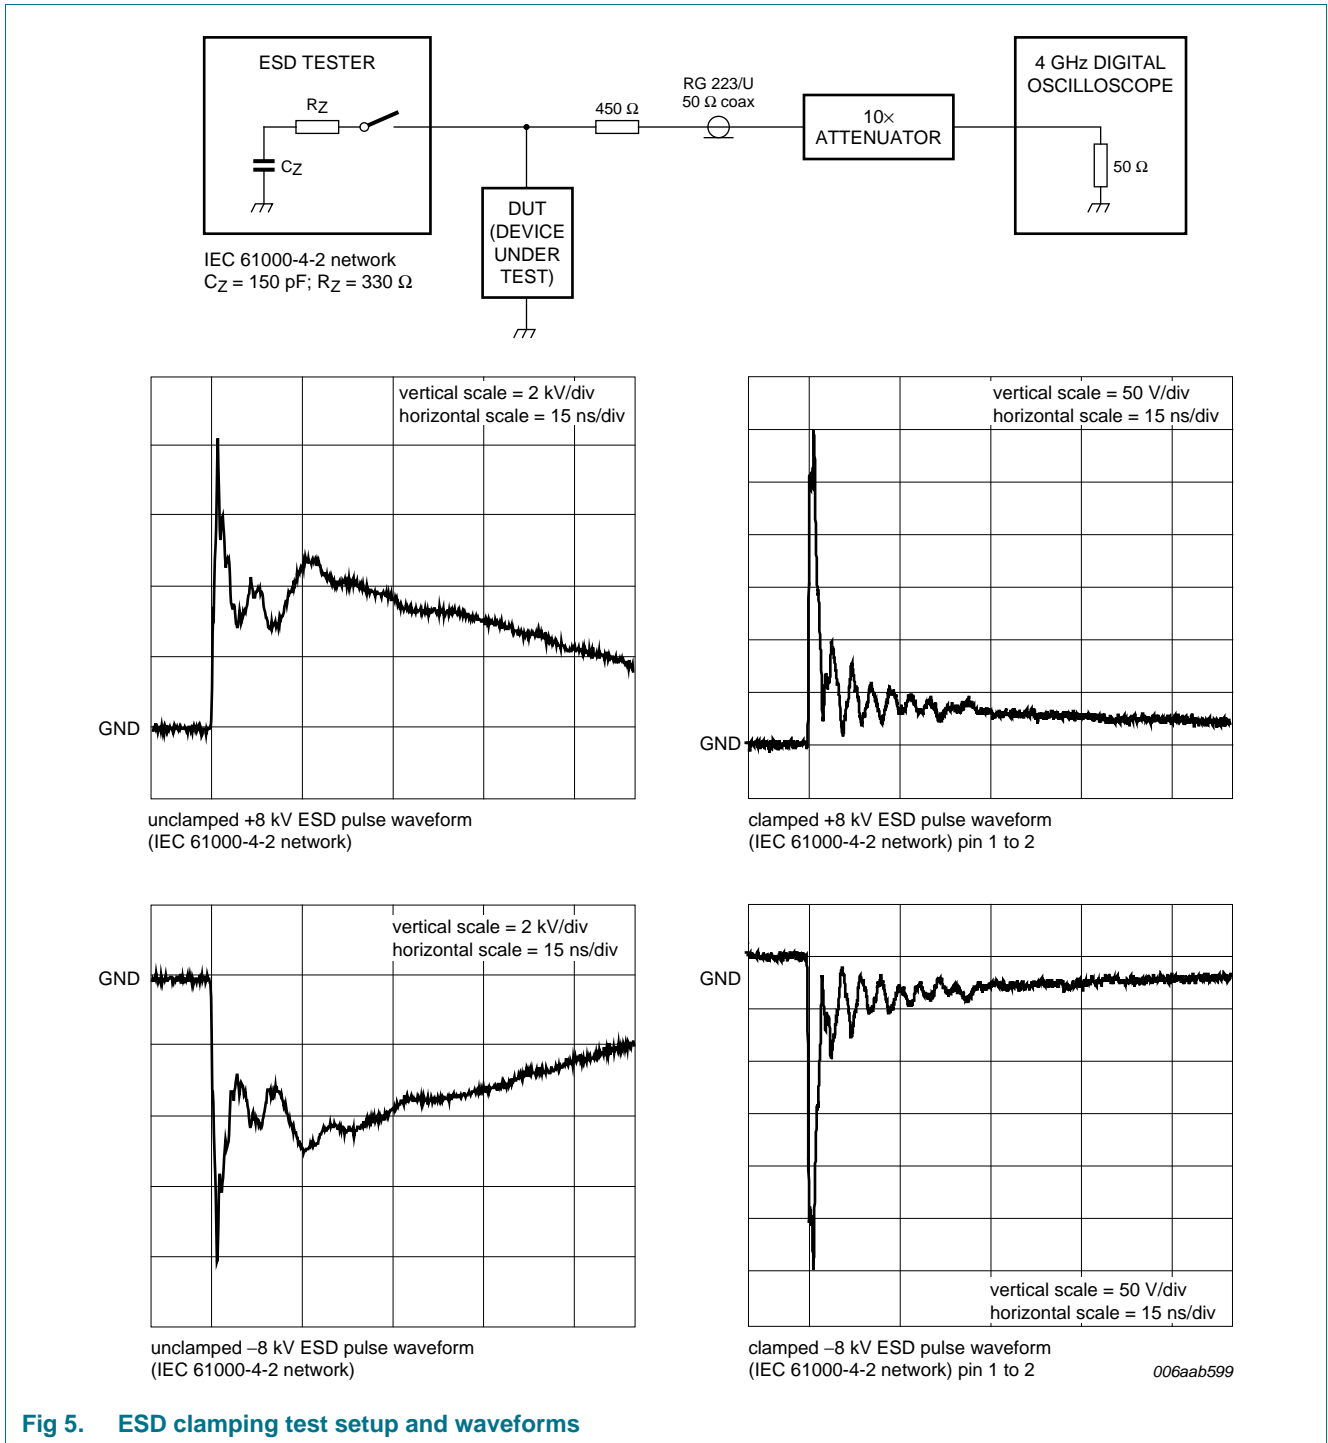 ESD TESTER
RZ
CZ
IEC 61000-4-2 network
CZ = 150 pF; RZ = 330 Ω
DUT
(DEVICE
UNDER
TEST)
450 Ω
RG 223/U
50 Ω coax
10×
ATTENUATOR
4 GHz DIGITAL
OSCILLOSCOPE
50 Ω
vertical scale = 2 kV/div
horizontal scale = 15 ns/div
GND
unclamped +8 kV ESD pulse waveform
(IEC 61000-4-2 network)
vertical scale = 50 V/div
horizontal scale = 15 ns/div
GND
clamped +8 kV ESD pulse waveform
(IEC 61000-4-2 network) pin 1 to 2
vertical scale = 2 kV/div
horizontal scale = 15 ns/div
GND
unclamped −8 kV ESD pulse waveform
(IEC 61000-4-2 network)
GND
vertical scale = 50 V/div
horizontal scale = 15 ns/div
clamped −8 kV ESD pulse waveform
(IEC 61000-4-2 network) pin 1 to 2
006aab599
Fig 5. ESD clamping test setup and waveforms